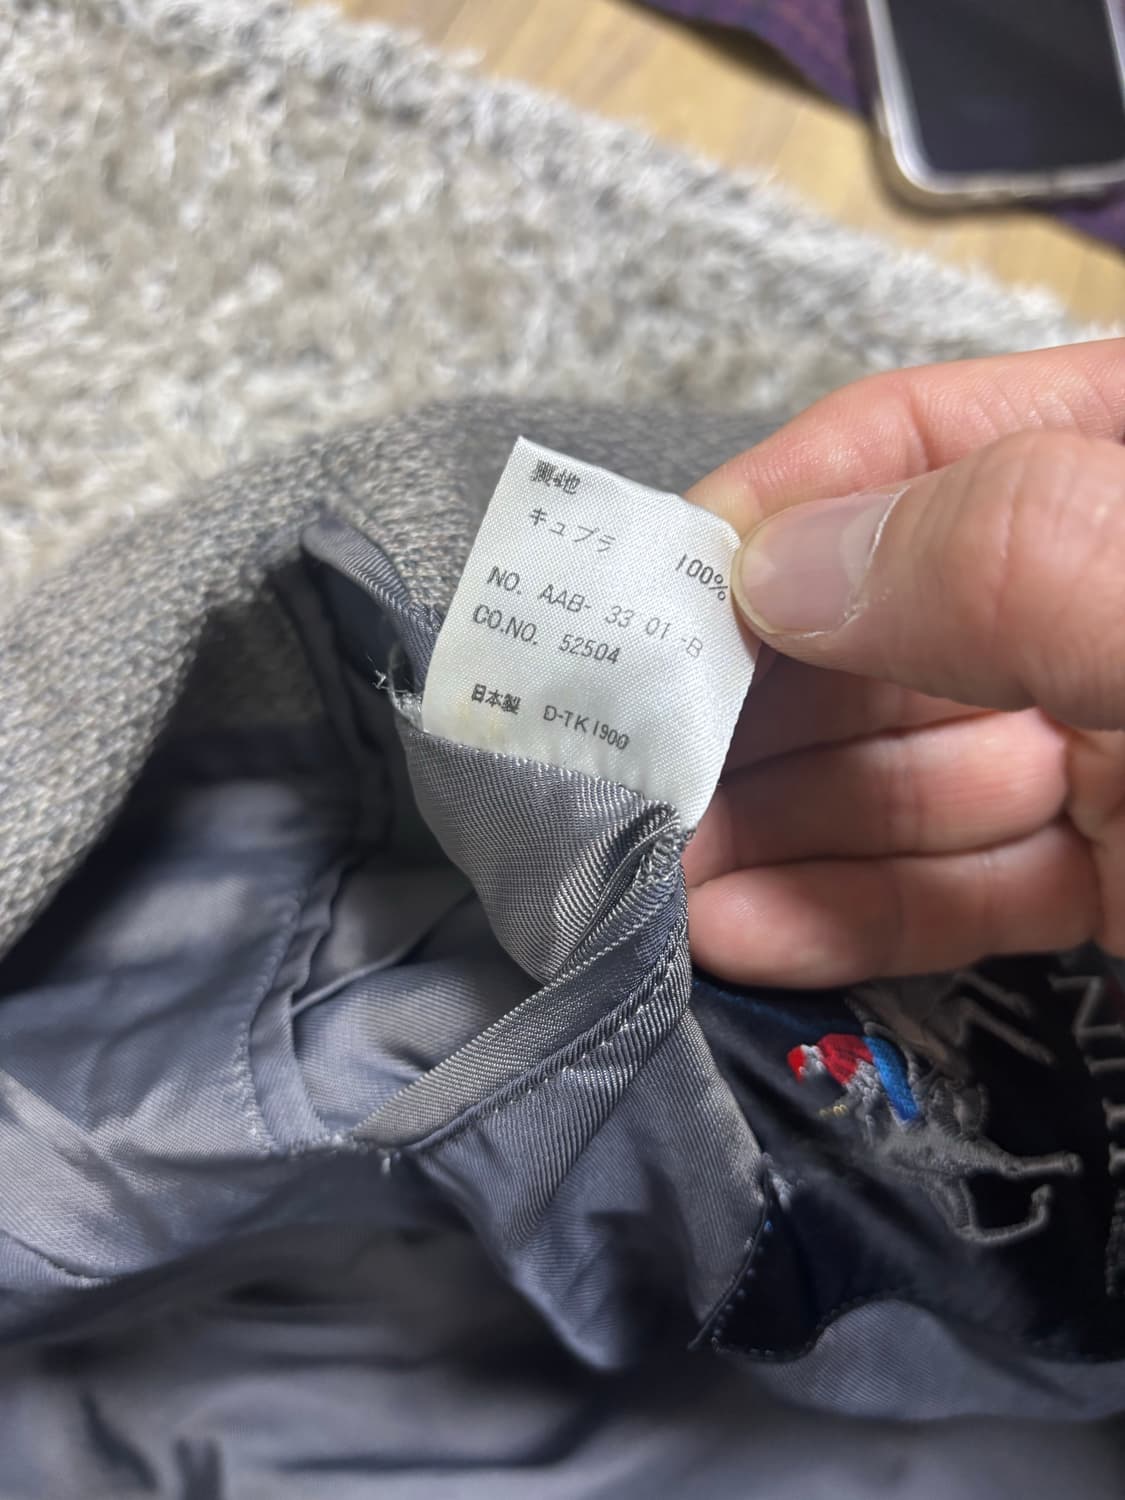 裏地
キュプラ 100%
NO. AAB- 33 01 -B
CO.NO. 52504
日本製 D-TK1900